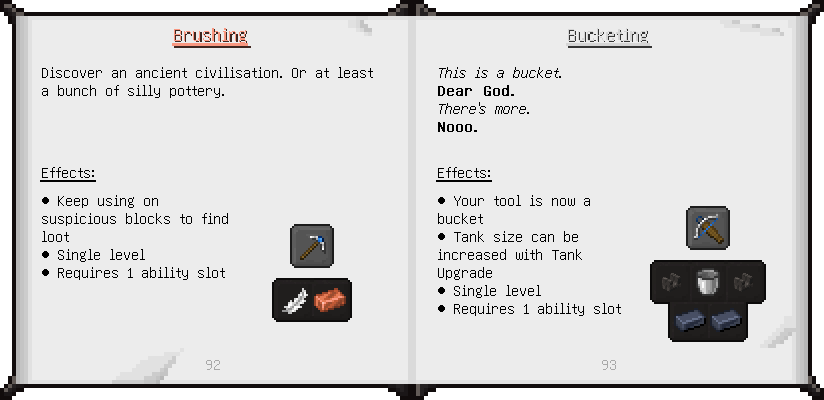 Brushing
Discover an ancient civilisation. Or at least
a bunch of silly pottery.
Effects:
● Keep using on
suspicious blocks to find
loot
● Single level
● Requires 1 ability slot
92
Bucketing
This is a bucket.
Dear God.
There's more.
Nooo.
Effects:
● Your tool is now a
bucket
● Tank size can be
increased with Tank
Upgrade
● Single level
● Requires 1 ability slot
93